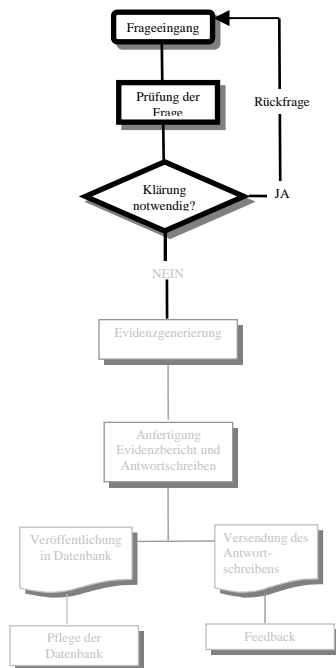 Frageeingang
Prüfung der
Frage
Rückfrage
Klärung
notwendig?
JA
NEIN
Evidenzgenerierung
Anfertigung
Evidenzbericht und
Antwortschreiben
Veröffentlichung
in Datenbank
Versendung des
Antwort-
schreibens
Pflege der
Datenbank
Feedback